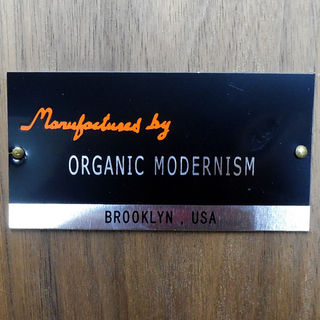 Manufactured by
ORGANIC MODERNISM
BROOKLYN , USA